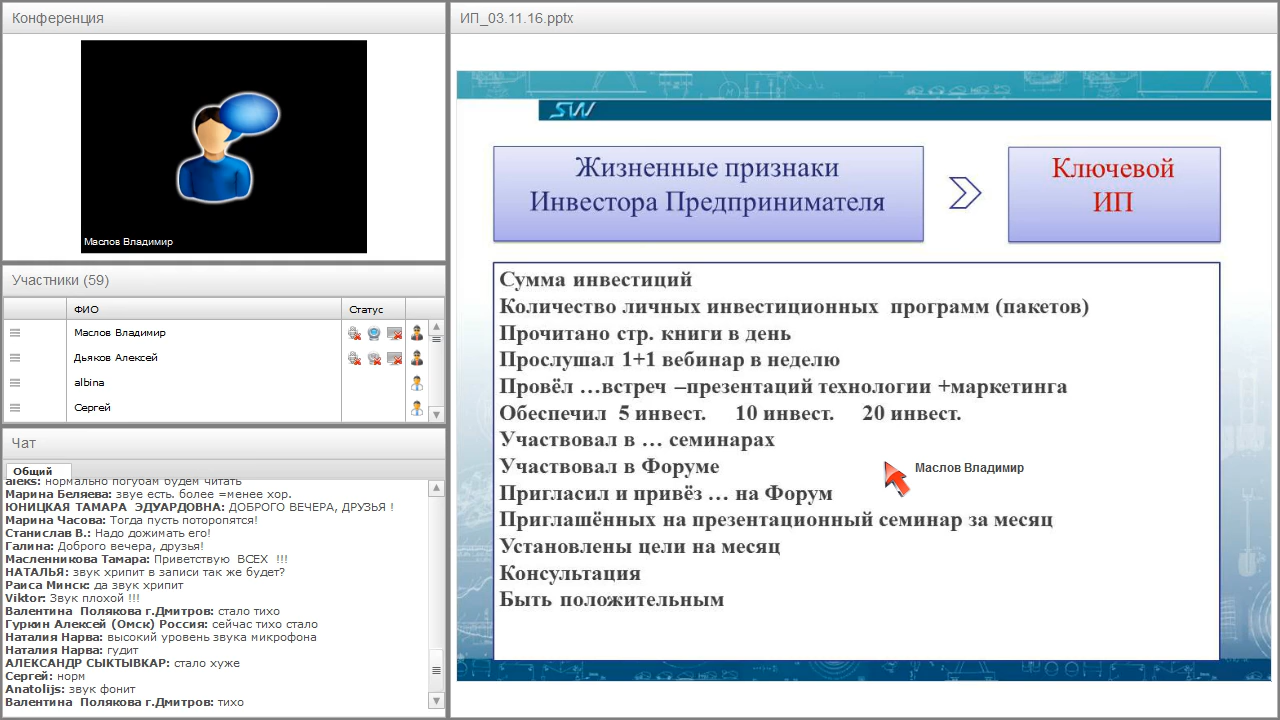 Конференция
Маслов Владимир
Участники (59)
ФИО
Статус
Маслов Владимир
Дьяков Алексей
albina
Сергей
Чат
Общий
aleks: нормально погубам будем читать
Марина Беляева: звуе есть более =менее хор.
ЮНИЦКАЯ ТАМАРА ЭДУАРДОВНА: ДОБРОГО ВЕЧЕРА, ДРУЗЬЯ !
Марина Часова: Тогда пусть поторопятся!
Станислав В.: Надо дожимать его!
Галина: Доброго вечера, друзья!
Масленникова Тамара: Приветствую ВСЕХ !!!
НАТАЛЬЯ: звук хрипит в записи так же будет?
Раиса Минск: да звук хрипит
Viktor: Звук плохой !!!
Валентина Полякова г.Дмитров: стало тихо
Гуркин Алексей (Омск) Россия: сейчас тихо стало
Наталия Нарва: высокий уровень звука микрофона
Наталия Нарва: гудит
АЛЕКСАНДР СЫКТЫВКАР: стало хуже
Сергей: норм
Anatolijs: звук фонит
Валентина Полякова г.Дмитров: тихо
ИП_03.11.16.pptx
SW
Жизненные признаки
Инвестора Предпринимателя
Ключевой
ИП
Сумма инвестиций
Количество личных инвестиционных программ (пакетов)
Прочитано стр. книги в день
Прослушал 1+1 вебинар в неделю
Провёл …встреч –презентаций технологии +маркетинга
Обеспечил 5 инвест. 10 инвест. 20 инвест.
Участвовал в … семинарах
Участвовал в Форуме
Маслов Владимир
Пригласил и привёз … на Форум
Приглашённых на презентационный семинар за месяц
Установлены цели на месяц
Консультация
Быть положительным